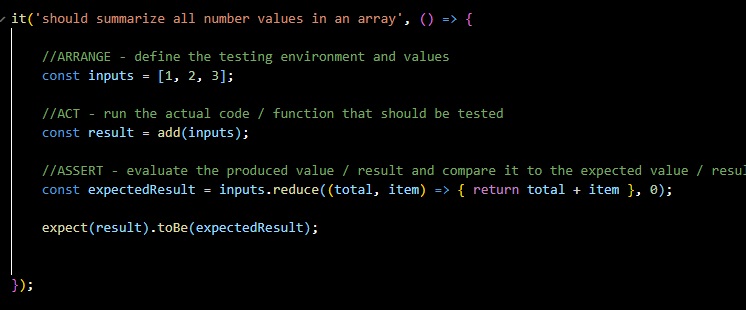 it('should summarize all number values in an array', () => {
//ARRANGE - define the testing environment and values
const inputs = [1, 2, 3];
//ACT - run the actual code / function that should be tested
const result = add(inputs);
//ASSERT - evaluate the produced value / result and compare it to the expected value /
const expectedResult = inputs.reduce((total, item) => { return total + item }, 0);
expect(result).toBe(expectedResult);
});